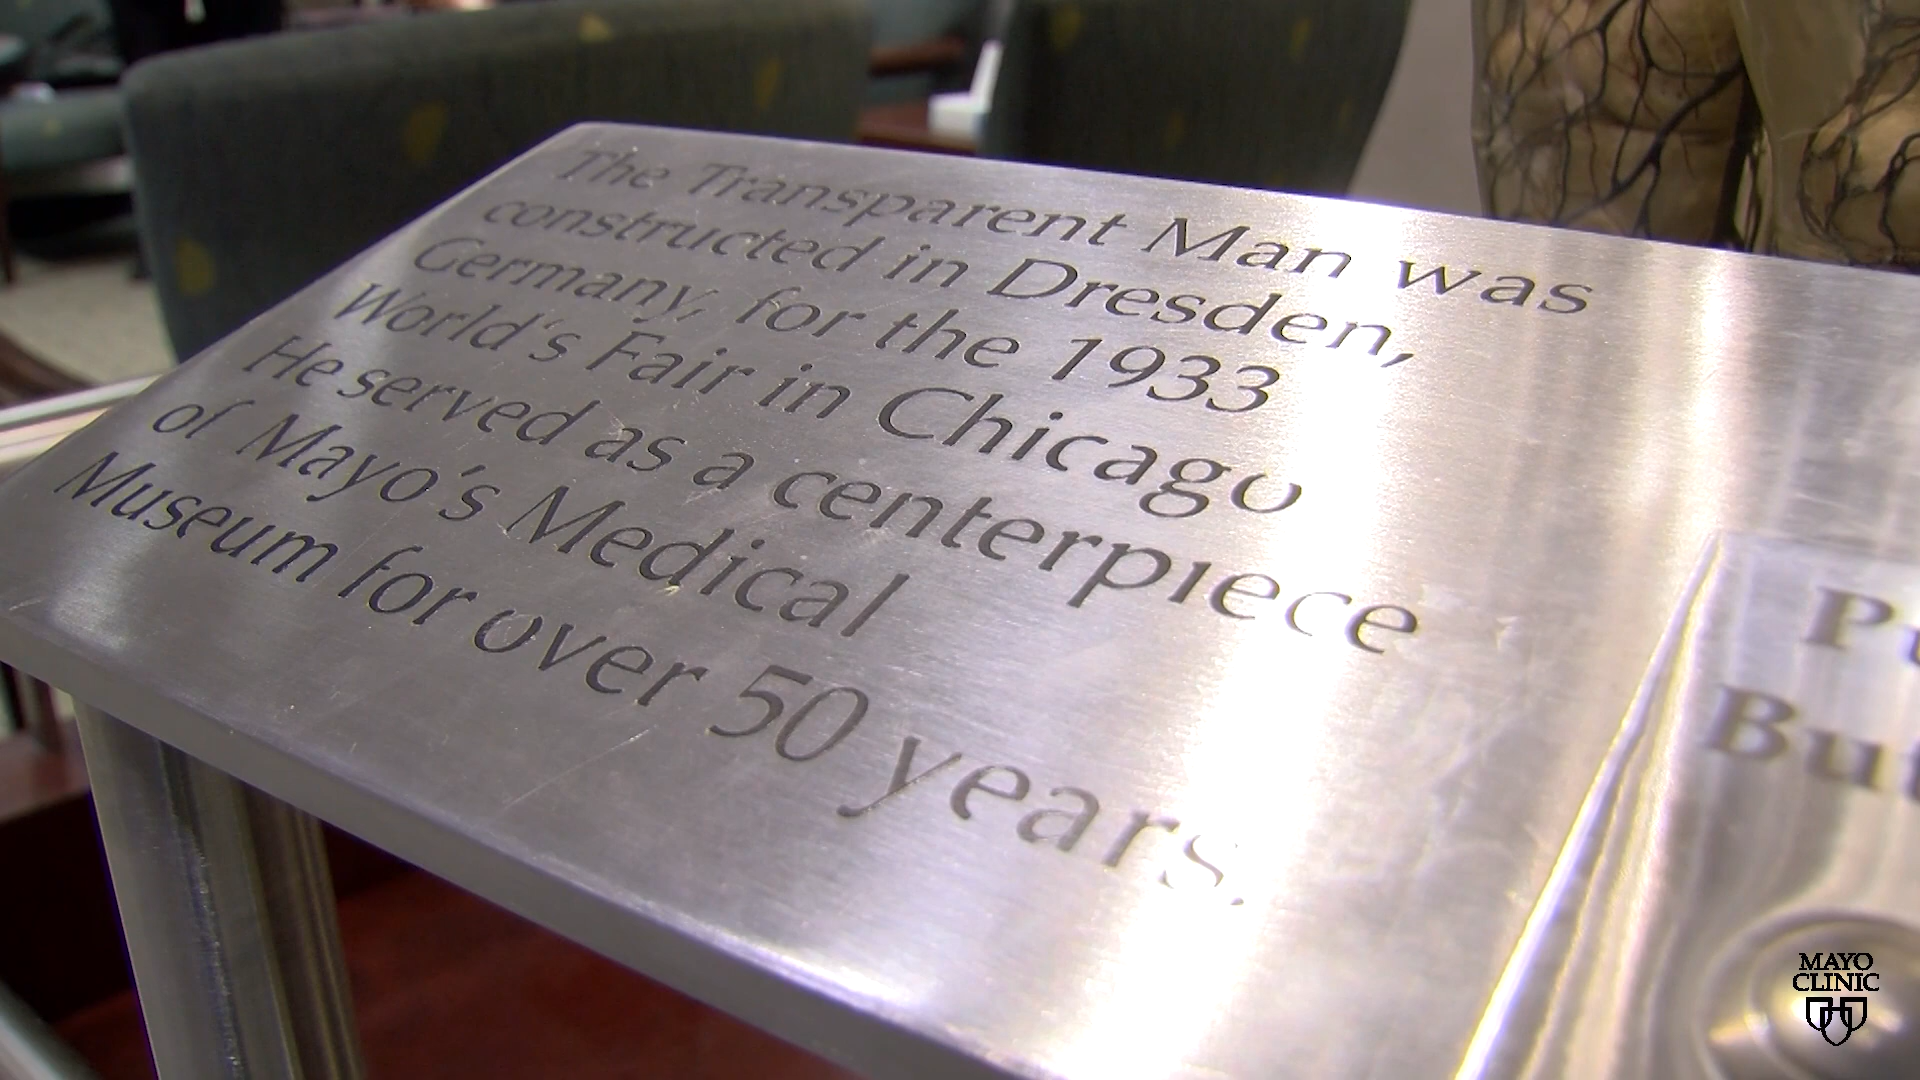 The Transparent Man was
constructed in Dresden,
Germany, for the 1933
World's Fair in Chicago
He served as a centerpiece
of Mayo's Medical
Museum for over 50 years.
MAYO
CLINIC